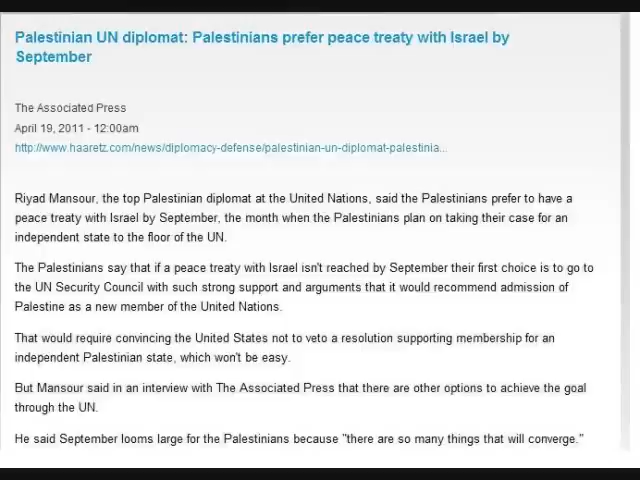 Palestinian UN diplomat: Palestinians prefer peace treaty with Israel by
September
The Associated Press
April 19, 2011 - 12:00am
http://www.haaretz.com/news/diplomacy-defense/palestinian-un-diplomat-palestinia...
Riyad Mansour, the top Palestinian diplomat at the United Nations, said the Palestinians prefer to have a
peace treaty with Israel by September, the month when the Palestinians plan on taking their case for an
independent state to the floor of the UN.
The Palestinians say that if a peace treaty with Israel isn't reached by September their first choice is to go to
the UN Security Council with such strong support and arguments that it would recommend admission of
Palestine as a new member of the United Nations.
That would require convincing the United States not to veto a resolution supporting membership for an
independent Palestinian state, which won't be easy.
But Mansour said in an interview with The Associated Press that there are other options to achieve the goal
through the UN.
He said September looms large for the Palestinians because "there are so many things that will converge."